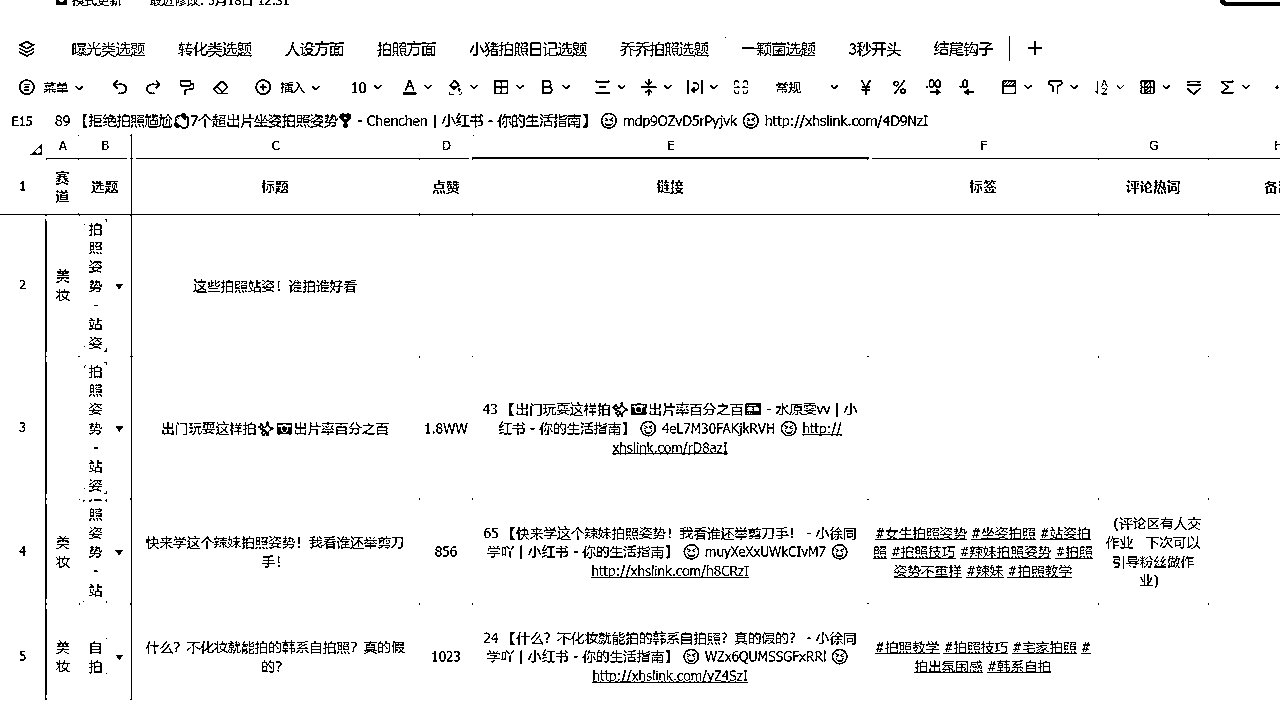 模式更新 最近修改: 5月18日 12:31
曝光类选题 转化类选题 人设方面 拍照方面 小猪拍照日记选题 乔乔拍照选题 一颗菌选题 3秒开头 结尾钩子
菜单 插入 10 A B 常规 ¥ % .00 .0 Σ
E15 89 【拒绝拍照尴尬7个超出片坐姿拍照姿势 - Chenchen | 小红书 - 你的生活指南】 😆 mdp9OZvD5rPyjvk 😆 http://xhslink.com/4D9NzI
A B C D E F G H
1 赛道 选题 标题 点赞 链接 标签 评论热词
2 美妆 拍照姿势-站姿 这些拍照站姿！谁拍谁好看
3 拍照姿势-站姿 出门玩耍这样拍✨📷出片率百分之百 1.8WW
43 【出门玩耍这样拍✨📷出片率百分之百 - 水原雯vv | 小
红书 - 你的生活指南】 😆 4eL7M30FAKjkRVH 😆 http://
xhslink.com/rD8azI
4 美妆 照姿势-站
快来学这个辣妹拍照姿势！我看谁还举剪刀
手！
856
65 【快来学这个辣妹拍照姿势！我看谁还举剪刀手！ - 小徐同
学吖 | 小红书 - 你的生活指南】 😆 muyXeXxUWkCIvM7 😆
http://xhslink.com/h8CRzI
#女生拍照姿势 #坐姿拍照 #站姿拍
照 #拍照技巧 #辣妹拍照姿势 #拍照
姿势不重样 #辣妹 #拍照教学
(评论区有人交
作业 下次可以
引导粉丝做作
业)
5 美妆 自拍
什么？不化妆就能拍的韩系自拍照？真的假
的？
1023
24 【什么？不化妆就能拍的韩系自拍照？真的假的？ - 小徐同
学吖 | 小红书 - 你的生活指南】 😆 WZx6QUMSSGFxRRl 😆
http://xhslink.com/yZ4SzI
#拍照教学 #拍照技巧 #宅家拍照 #
拍出氛围感 #韩系自拍